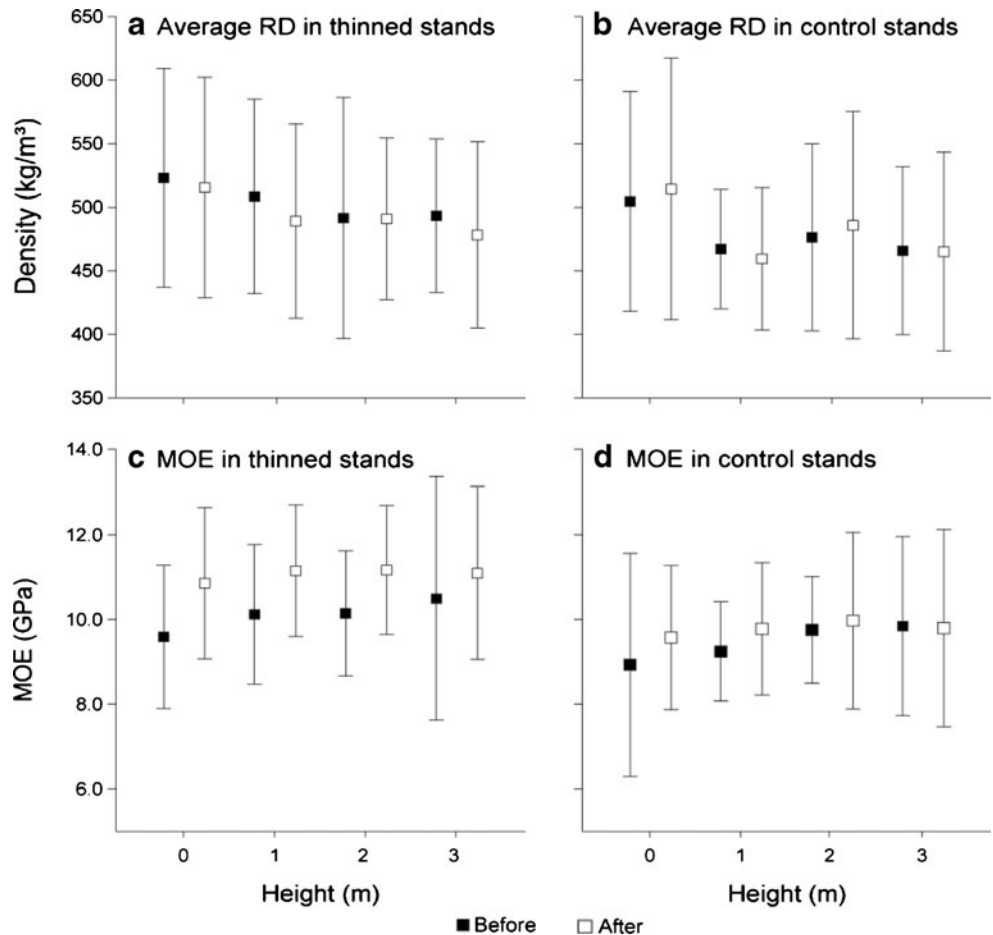 a Average RD in thinned stands
b Average RD in control stands
Density (kg/m³)
650
600
550
500
450
400
350
c MOE in thinned stands
d MOE in control stands
MOE (GPa)
14.0
12.0
10.0
8.0
6.0
0 1 2 3
0 1 2 3
Height (m)
Height (m)
Before After